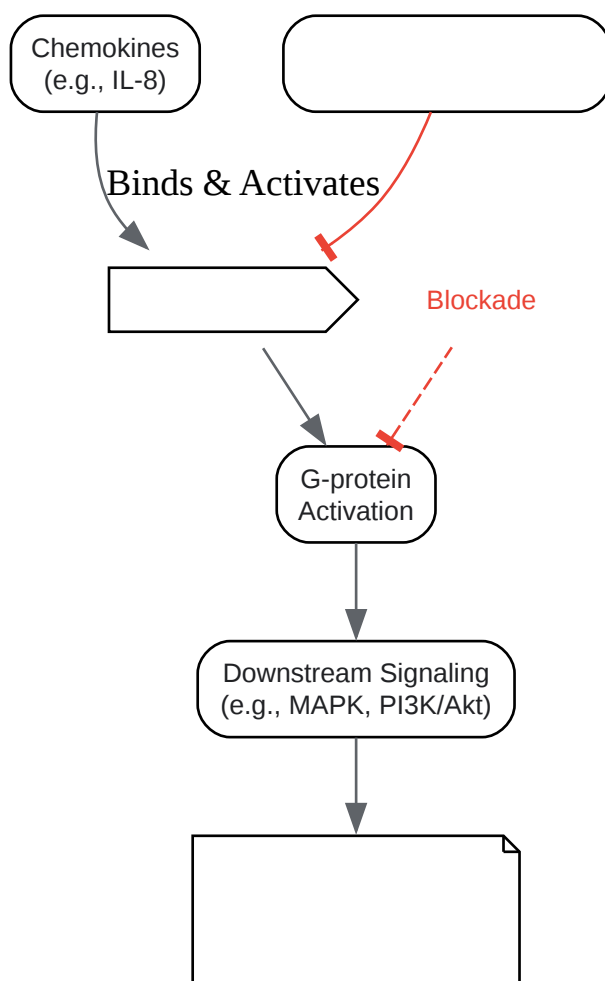 Chemokines
(e.g., IL-8)
Binds & Activates
Blockade
G-protein
Activation
Downstream Signaling
(e.g., MAPK, PI3K/Akt)